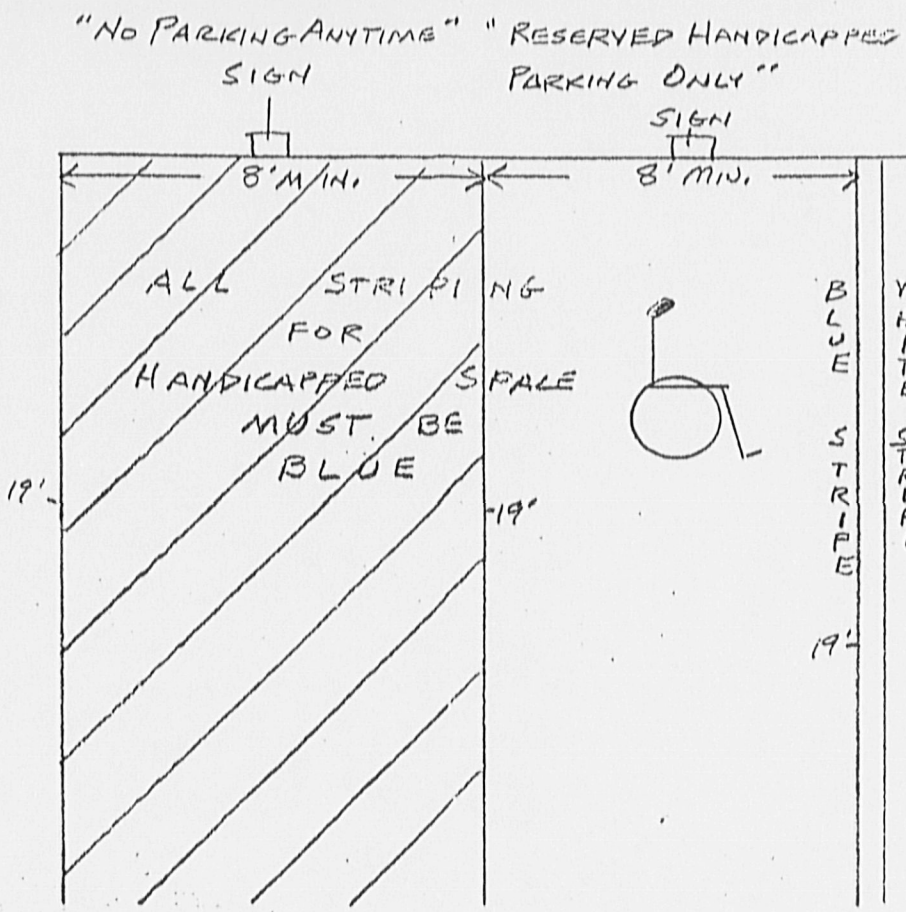 "NO PARKING ANYTIME"
SIGN
"RESERVED HANDICAPPED
PARKING ONLY"
SIGN
8' MIN.
8' MIN.
ALL STRIPING
FOR
HANDICAPPED SPACE
MUST BE
BLUE
19'
19'
BLUE STRIPE
19'
WHITE